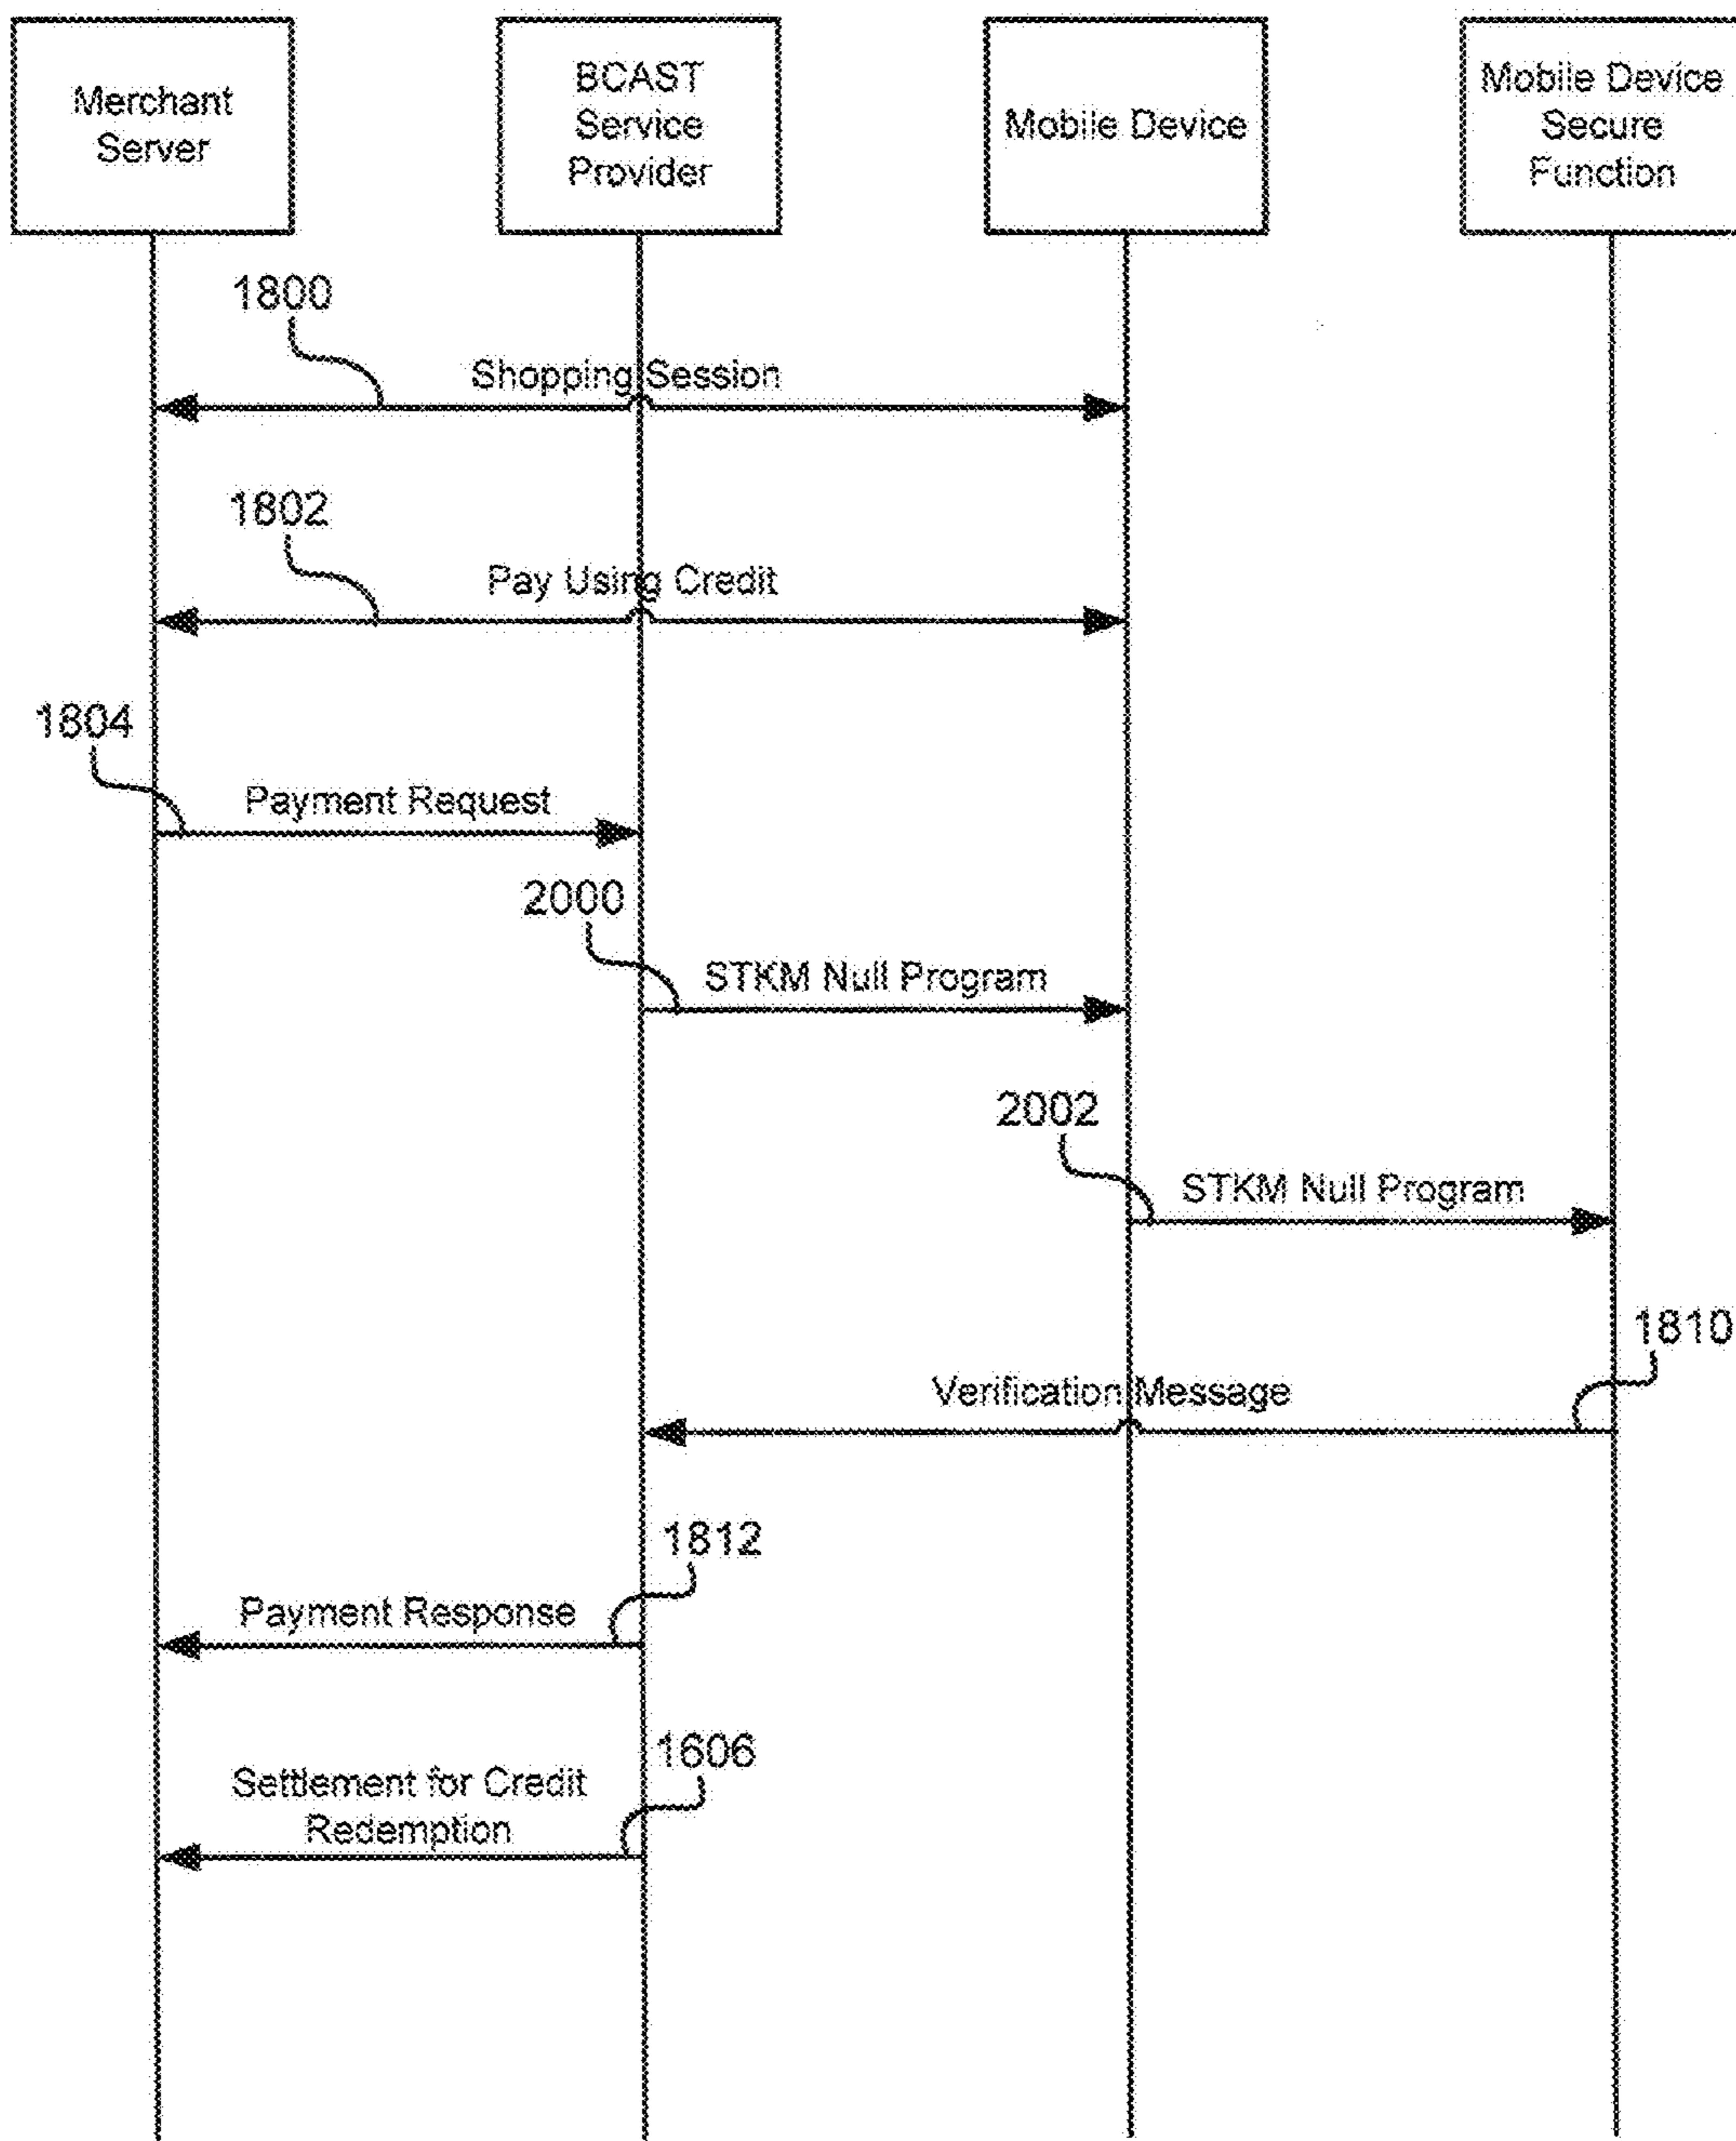 Merchant
Server
BCAST
Service
Provider
Mobile Device
Mobile Device
Secure
Function
1800
Shopping Session
1802
Pay Using Credit
1804
Payment Request
2000
STKM Null Program
2002
STKM Null Program
1810
Verification Message
1812
Payment Response
1606
Settlement for Credit
Redemption